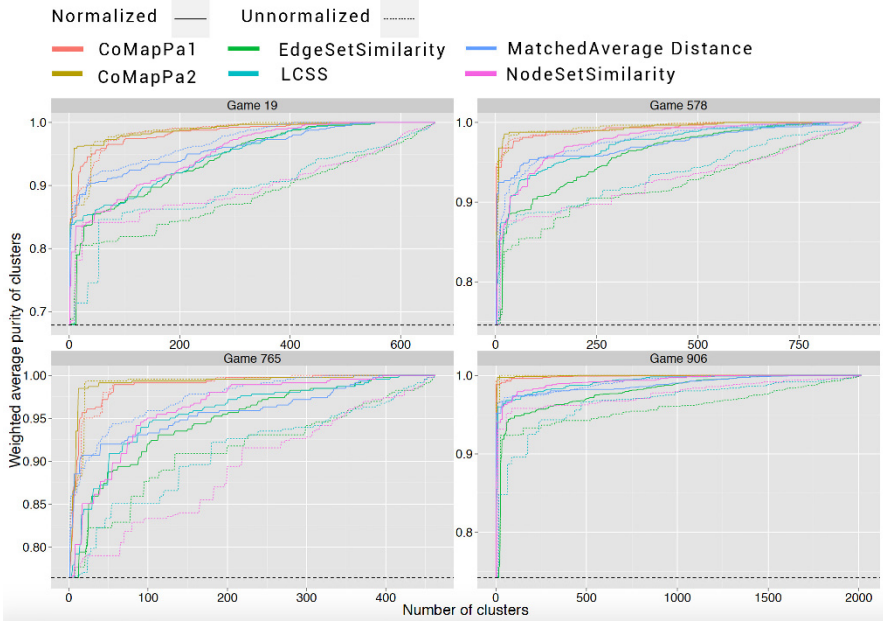 Normalized Unnormalized
CoMapPa1 EdgeSetSimilarity MatchedAverage Distance
CoMapPa2 LCSS NodeSetSimilarity
Game 19 Game 578
1.0 1.0
0.9 0.9
0.8 0.8
0.7
0 200 400 600 0 250 500 750
Game 765 Game 906
1.00 1.0
0.95
0.90 0.9
0.85
0.80 0.8
0 100 200 300 400 0 500 1000 1500 2000
Weighted average purity of clusters
Number of clusters